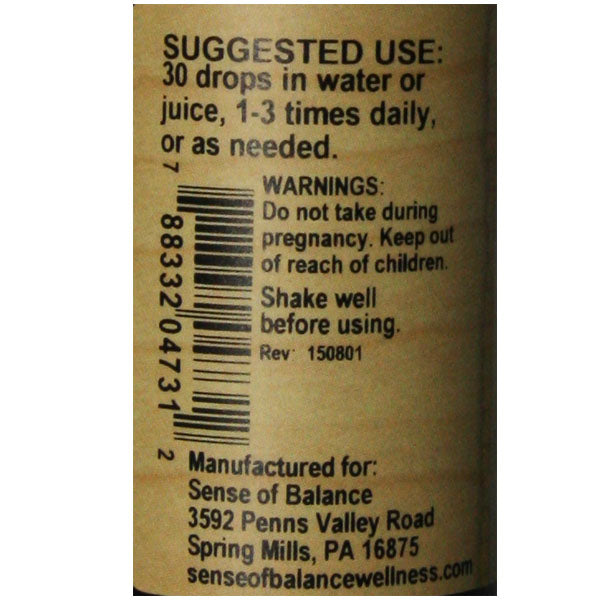 SUGGESTED USE:
30 drops in water or
juice, 1-3 times daily,
or as needed.
7 88332 04731 2
WARNINGS:
Do not take during
pregnancy. Keep out
of reach of children.
Shake well
before using.
Rev: 150801
Manufactured for:
Sense of Balance
3592 Penns Valley Road
Spring Mills, PA 16875
senseofbalancewellness.com